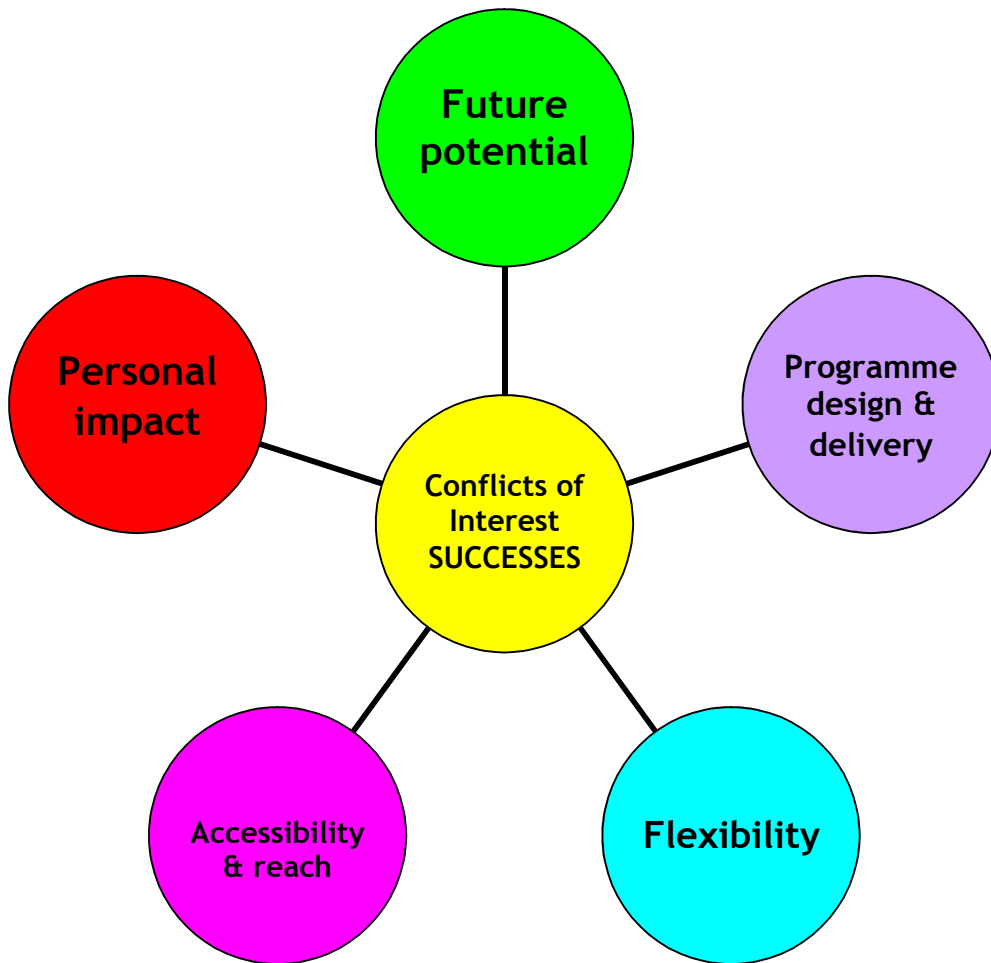 Future
potential
Personal
impact
Programme
design &
delivery
Conflicts of
Interest
SUCCESSES
Accessibility
& reach
Flexibility